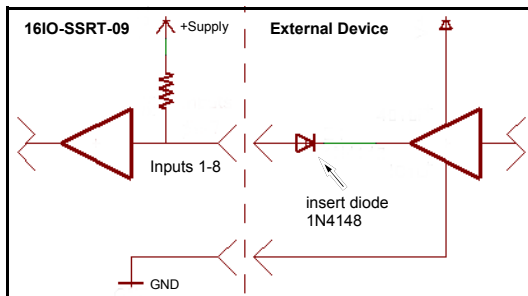 16IO-SSRT-09
+Supply
External Device
Inputs 1-8
insert diode
1N4148
GND